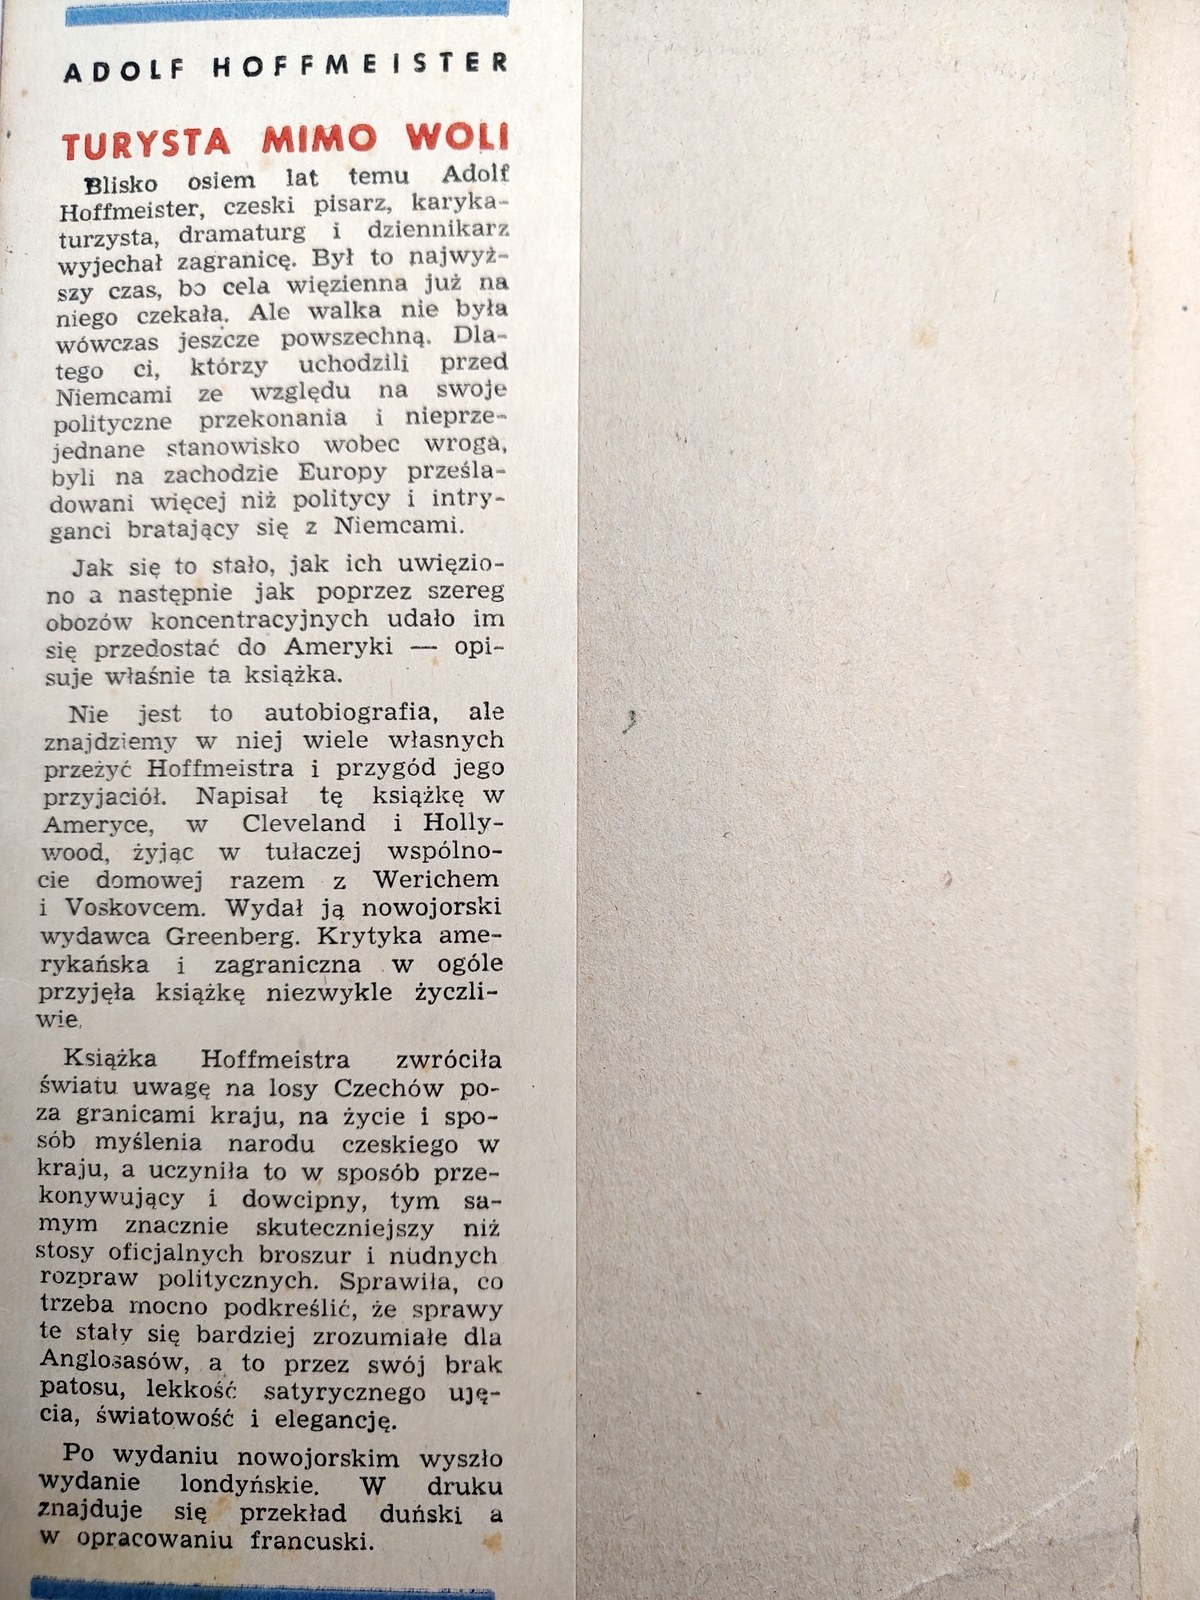 ADOLF HOFFMEISTER
TURYSTA MIMO WOLI
Blisko osiem lat temu Adolf
Hoffmeister, czeski pisarz, karyka-
turzysta, dramaturg i dziennikarz
wyjechał zagranicę. Był to najwyż-
szy czas, bo cela więzienna już na
niego czekała. Ale walka nie była
wówczas jeszcze powszechną. Dla-
tego ci, którzy uchodzili przed
Niemcami ze względu na swoje
polityczne przekonania i nieprze-
jednane stanowisko wobec wroga,
byli na zachodzie Europy prześla-
dowani więcej niż politycy i intry-
ganci bratający się z Niemcami.
Jak się to stało, jak ich uwięzio-
no a następnie jak poprzez szereg
obozów koncentracyjnych udało im
się przedostać do Ameryki — opi-
suje właśnie ta książka.
Nie jest to autobiografia, ale
znajdziemy w niej wiele własnych
przeżyć Hoffmeistra i przygód jego
przyjaciół. Napisał tę książkę w
Ameryce, w Cleveland i Holly-
wood, żyjąc w tułaczej wspólno-
cie domowej razem z Werichem
i Voskovcem. Wydał ją nowojorski
wydawca Greenberg. Krytyka ame-
rykańska i zagraniczna w ogóle
przyjęła książkę niezwykle życzli-
wie.
Książka Hoffmeistra zwróciła
światu uwagę na losy Czechów po-
za granicami kraju, na życie i spo-
sób myślenia narodu czeskiego w
kraju, a uczyniła to w sposób prze-
konywujący i dowcipny, tym sa-
mym znacznie skuteczniejszy niż
stosy oficjalnych broszur i nudnych
rozpraw politycznych. Sprawiła, co
trzeba mocno podkreślić, że sprawy
te stały się bardziej zrozumiałe dla
Anglosasów, a to przez swój brak
patosu, lekkość satyrycznego uję-
cia, światowość i elegancję.
Po wydaniu nowojorskim wyszło
wydanie londyńskie. W druku
znajduje się przekład duński a
w opracowaniu francuski.